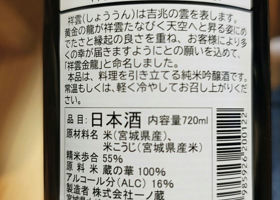 祥雲(しょううん)は吉兆の雲を表します。
黄金の龍が祥雲たなびく天空へと昇る姿にめ
でたさと縁起の良さを重ね、お客様により多
くの幸が届きますようにとの願いを込めて、
「祥雲金龍」と命名しました。
本品は、料理を引き立てる純米吟醸酒です。
常温もしくは、軽く冷やしてお召し上がりくだ
さい。
品目:日本酒 内容量720ml
原材料名:米(宮城県産)、
米こうじ(宮城県産米)
精米歩合 55%
原料米 蔵の華 100%
アルコール分(ALC) 16%
製造者 株式会社一ノ蔵
985926200122